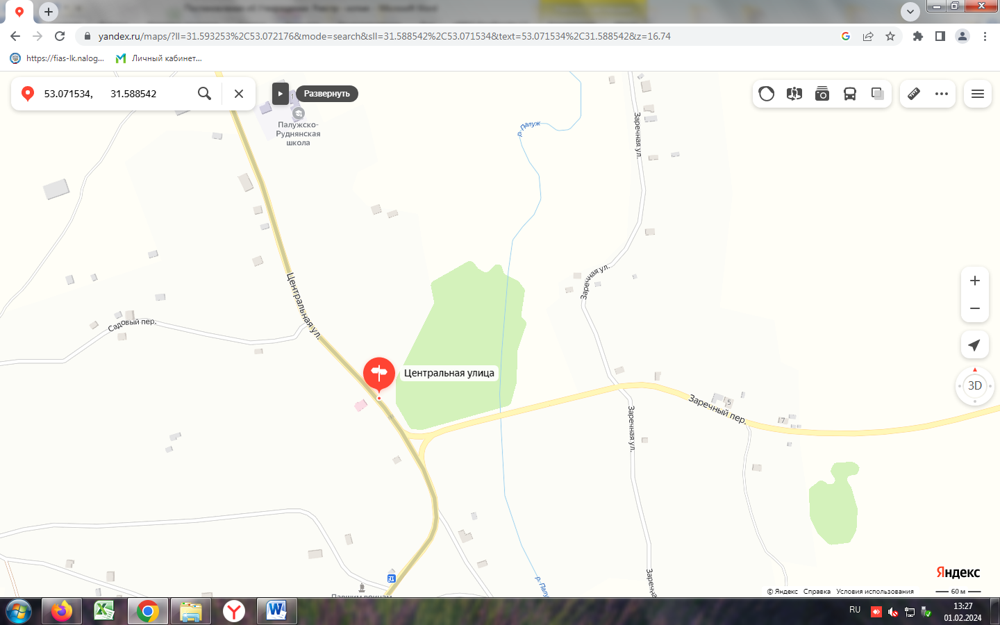 yandex.ru/maps/?ll=31.593253%2C53.072176&mode=search&sll=31.588542%2C53.071534&text=53.071534%2C31.588542&z=16.74
https://fias-lk.nalog...
Личный кабинет...
53.071534, 31.588542
Развернуть
Палужско-
Руднянская
школа
р. Палуж
Заречная ул.
Заречная ул.
Центральная ул.
Садовый пер.
Центральная улица
3D
Заречный пер.
5
7
Заречная ул.
р. Палу
Заречна
Павшим воинам
Яндекс
© Яндекс Справка Условия использования
60 м
RU
13:27
01.02.2024